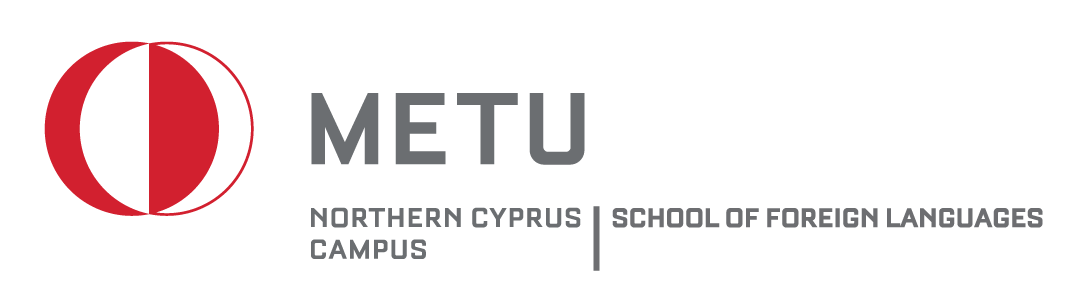 METU
NORTHERN CYPRUS
CAMPUS
SCHOOL OF FOREIGN LANGUAGES